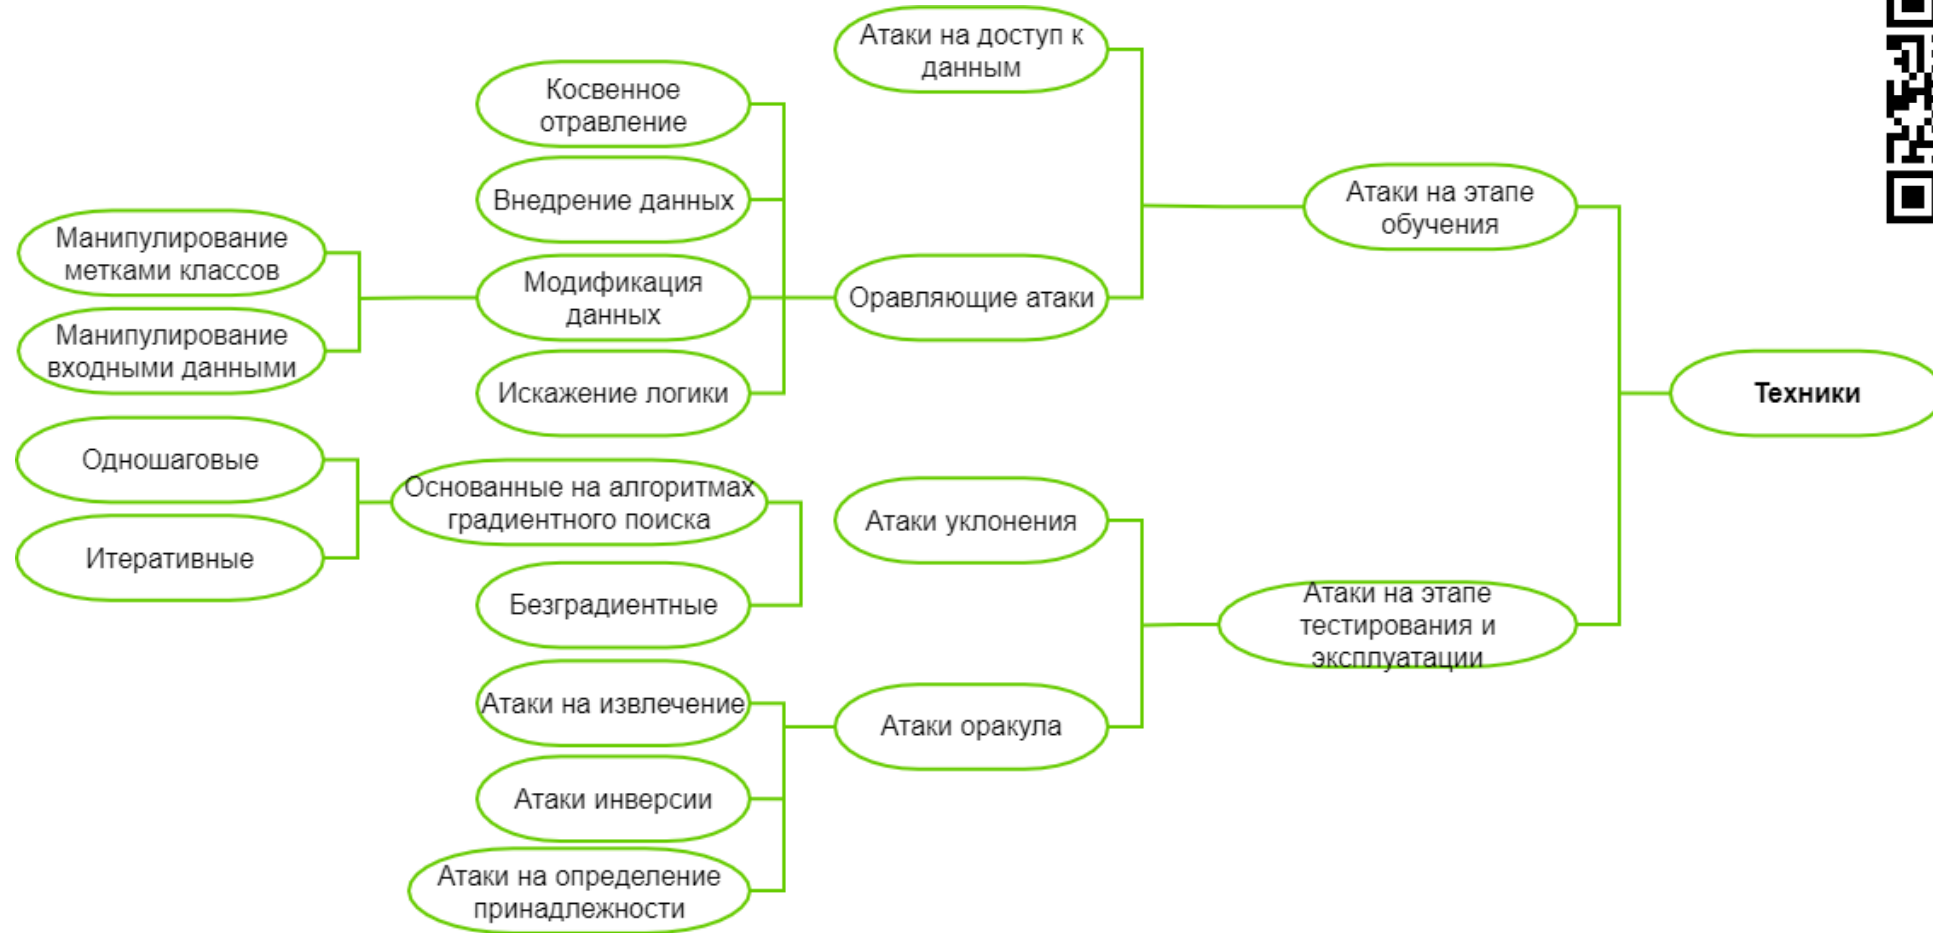 Атаки на доступ к
данным
Косвенное
отравление
Внедрение данных
Атаки на этапе
обучения
Манипулирование
метками классов
Модификация
данных
Оравляющие атаки
Манипулирование
входными данными
Искажение логики
Техники
Одношаговые
Основанные на алгоритмах
градиентного поиска
Атаки уклонения
Итеративные
Безградиентные
Атаки на этапе
тестирования и
эксплуатации
Атаки на извлечение
Атаки оракула
Атаки инверсии
Атаки на определение
принадлежности